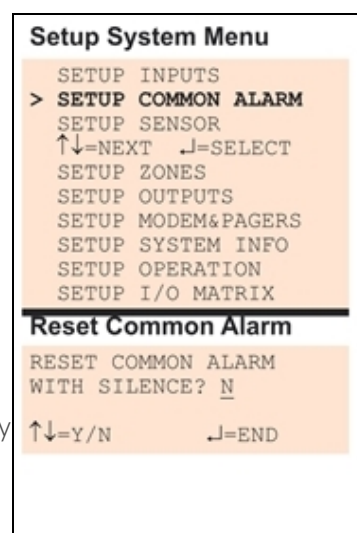 Setup System Menu
SETUP INPUTS
> SETUP COMMON ALARM
SETUP SENSOR
↑↓=NEXT ↵=SELECT
SETUP ZONES
SETUP OUTPUTS
SETUP MODEM&PAGERS
SETUP SYSTEM INFO
SETUP OPERATION
SETUP I/O MATRIX
Reset Common Alarm
RESET COMMON ALARM
WITH SILENCE? N
y
↑↓=Y/N ↵=END